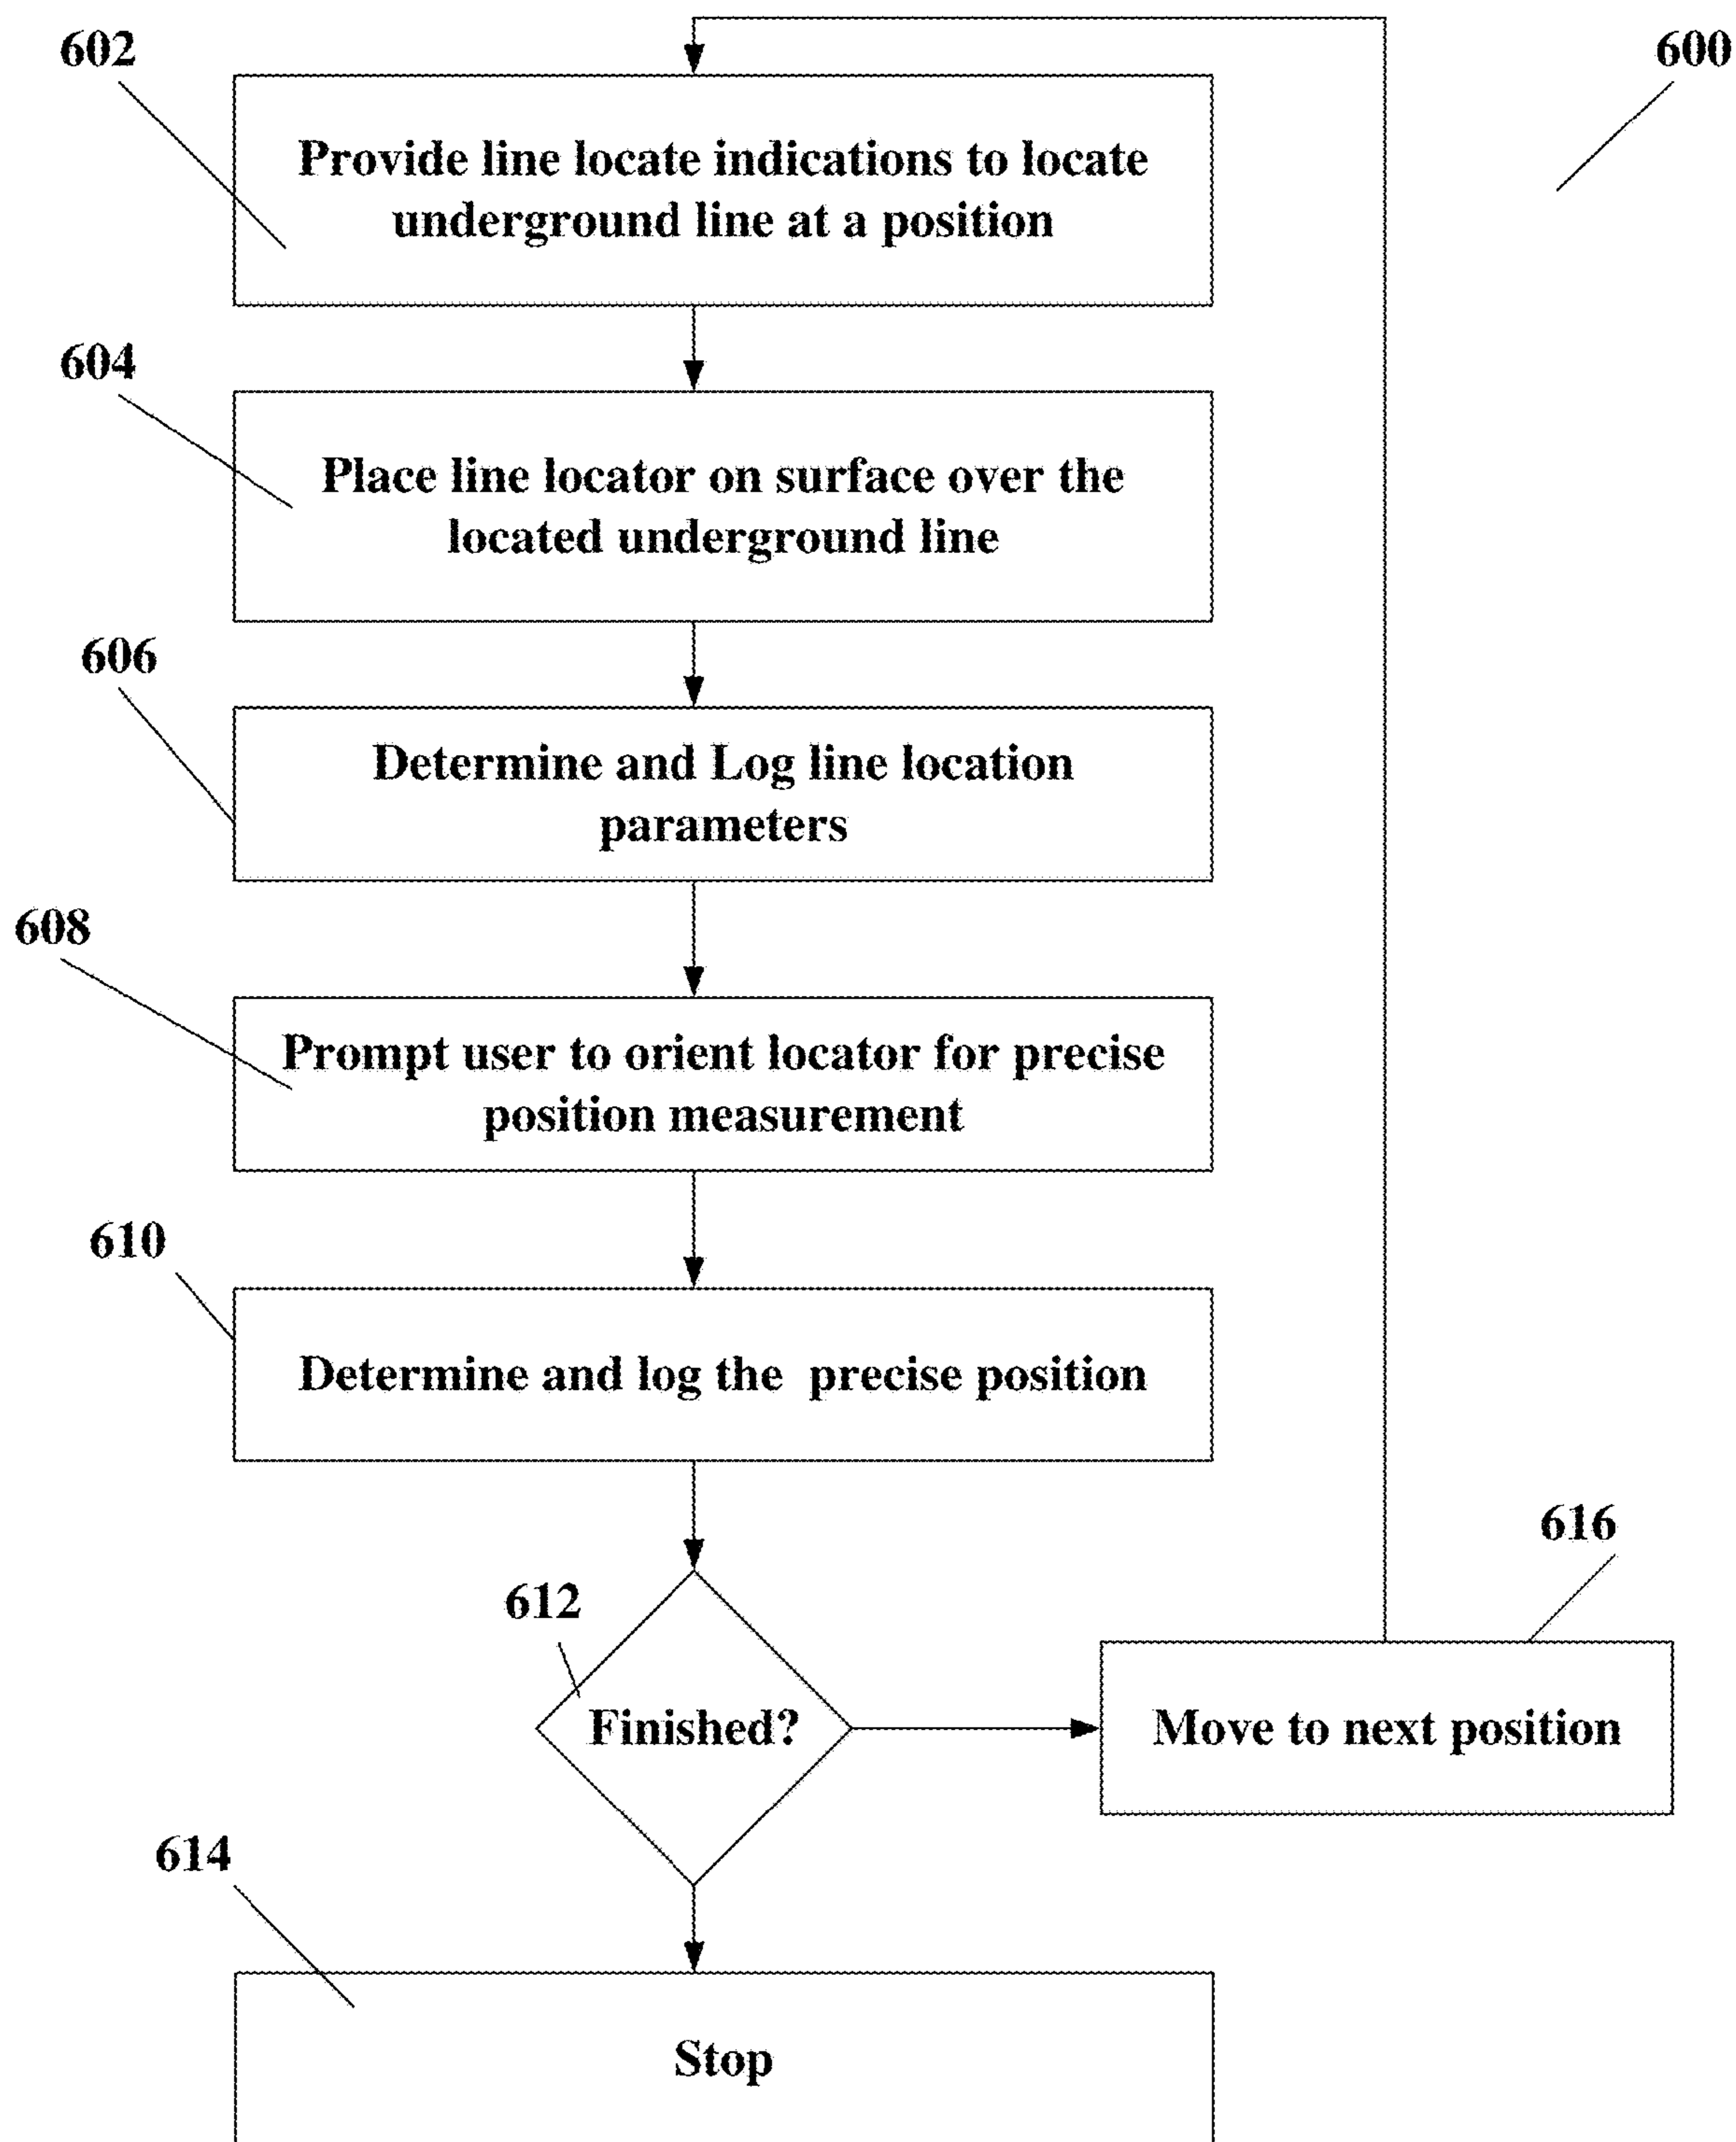 602
600
Provide line locate indications to locate
underground line at a position
604
Place line locator on surface over the
located underground line
606
Determine and Log line location
parameters
608
Prompt user to orient locator for precise
position measurement
610
Determine and log the  precise position
616
612
Finished?
Move to next position
614
Stop